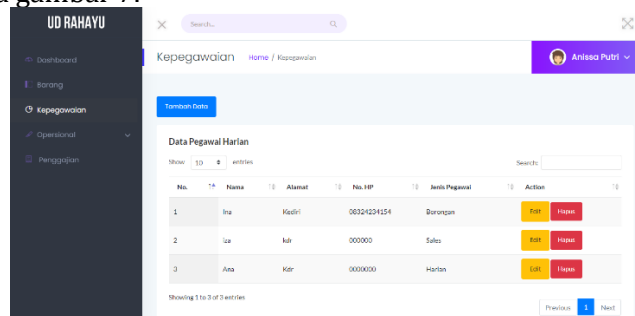 gambar 7.
UD RAHAYU
Search...
Kepegawaian Home / Kepegawaian
Anissa Putri
Dashboard
Barang
Kepegawaian
Opersional
Penggajian
Tambah Data
Data Pegawai Harian
Show 10 entries
Search:
No. Nama Alamat No. HP Jenis Pegawai Action
1 Ina Kediri 08324234154 Borongan Edit Hapus
2 Iza kdr 000000 Sales Edit Hapus
3 Ana Kdr 0000000 Harian Edit Hapus
Showing 1 to 3 of 3 entries
Previous 1 Next